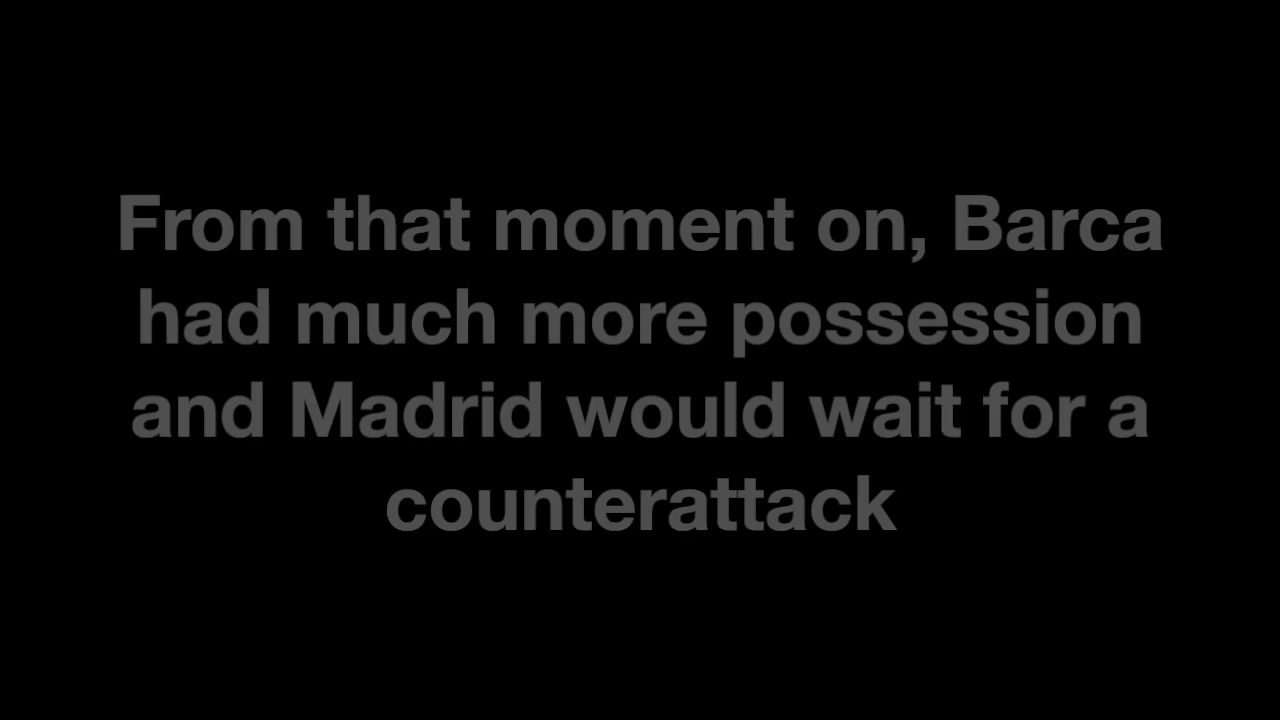 From that moment on, Barca
had much more possession
and Madrid would wait for a
counterattack